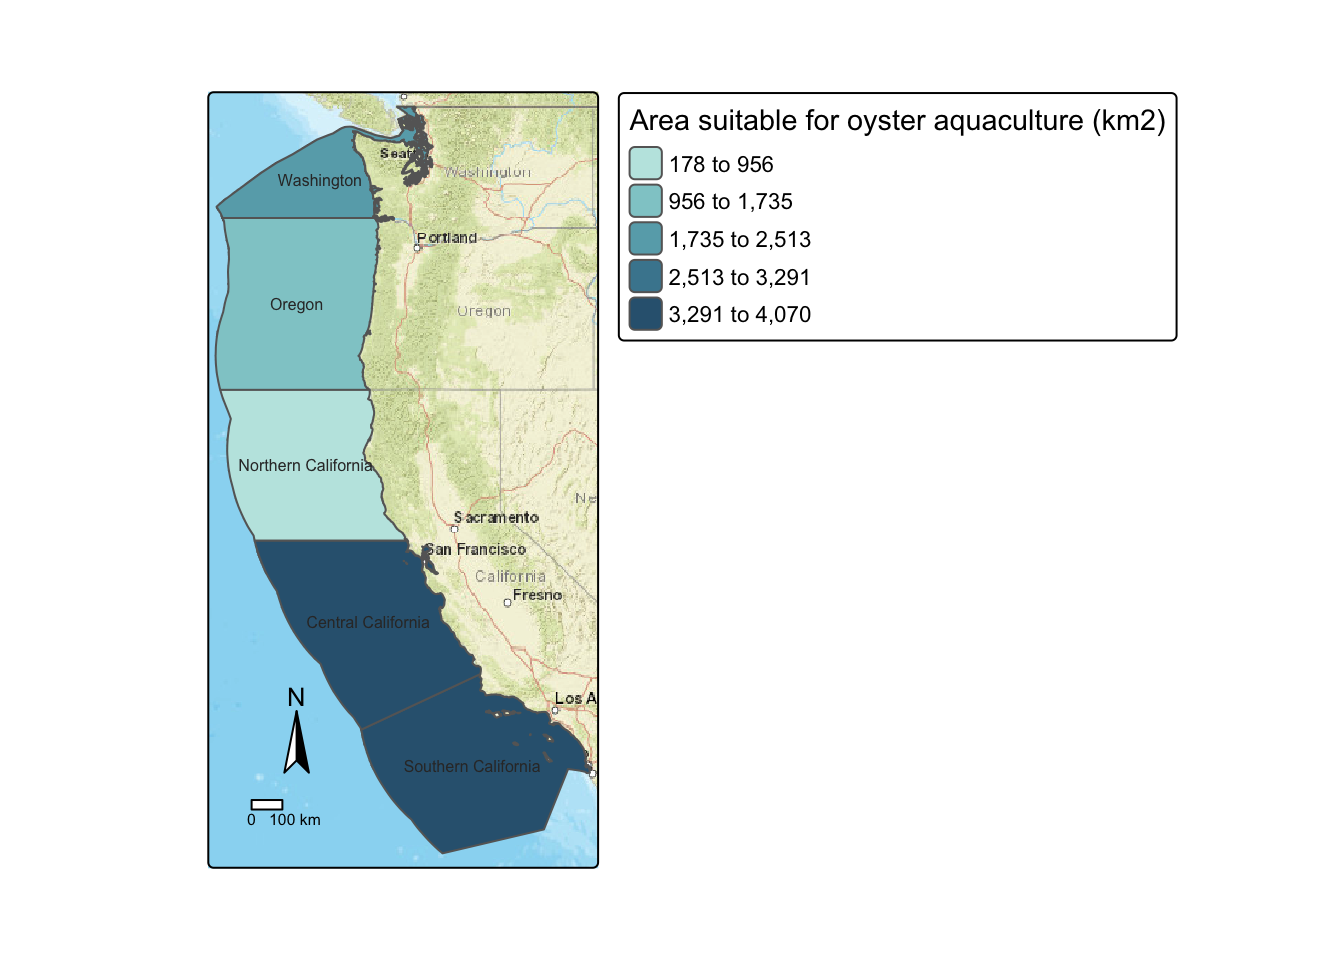 Area suitable for oyster aquaculture (km2)
178 to 956
956 to 1,735
1,735 to 2,513
2,513 to 3,291
3,291 to 4,070
Washington
Washington
Portland
Oregon
Oregon
Northern California
Sacramento
San Francisco
California
Fresno
Central California
N
Los A
Southern California
0 100 km